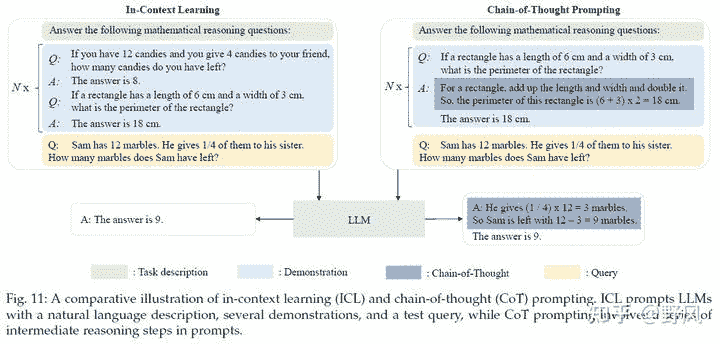 In-Context Learning
Answer the following mathematical reasoning questions:
N x
Q: If you have 12 candies and you give 4 candies to your friend,
how many candies do you have left?
A: The answer is 8.
Q: If a rectangle has a length of 6 cm and a width of 3 cm,
what is the perimeter of the rectangle?
A: The answer is 18 cm.
Q: Sam has 12 marbles. He gives 1/4 of them to his sister.
How many marbles does Sam have left?
Chain-of-Thought Prompting
Answer the following mathematical reasoning questions:
N x
Q: If a rectangle has a length of 6 cm and a width of 3 cm,
what is the perimeter of the rectangle?
A: For a rectangle, add up the length and width and double it.
So, the perimeter of this rectangle is (6 + 3) x 2 = 18 cm.
The answer is 18 cm.
Q: Sam has 12 marbles. He gives 1/4 of them to his sister.
How many marbles does Sam have left?
A: The answer is 9.
LLM
A: He gives (1 / 4) x 12 = 3 marbles.
So Sam is left with 12 – 3 = 9 marbles.
The answer is 9.
: Task description
: Demonstration
: Chain-of-Thought
: Query
Fig. 11: A comparative illustration of in-context learning (ICL) and chain-of-thought (CoT) prompting. ICL prompts LLMs
with a natural language description, several demonstrations, and a test query, while CoT prompting involves a series of
intermediate reasoning steps in prompts.
知乎 @野风